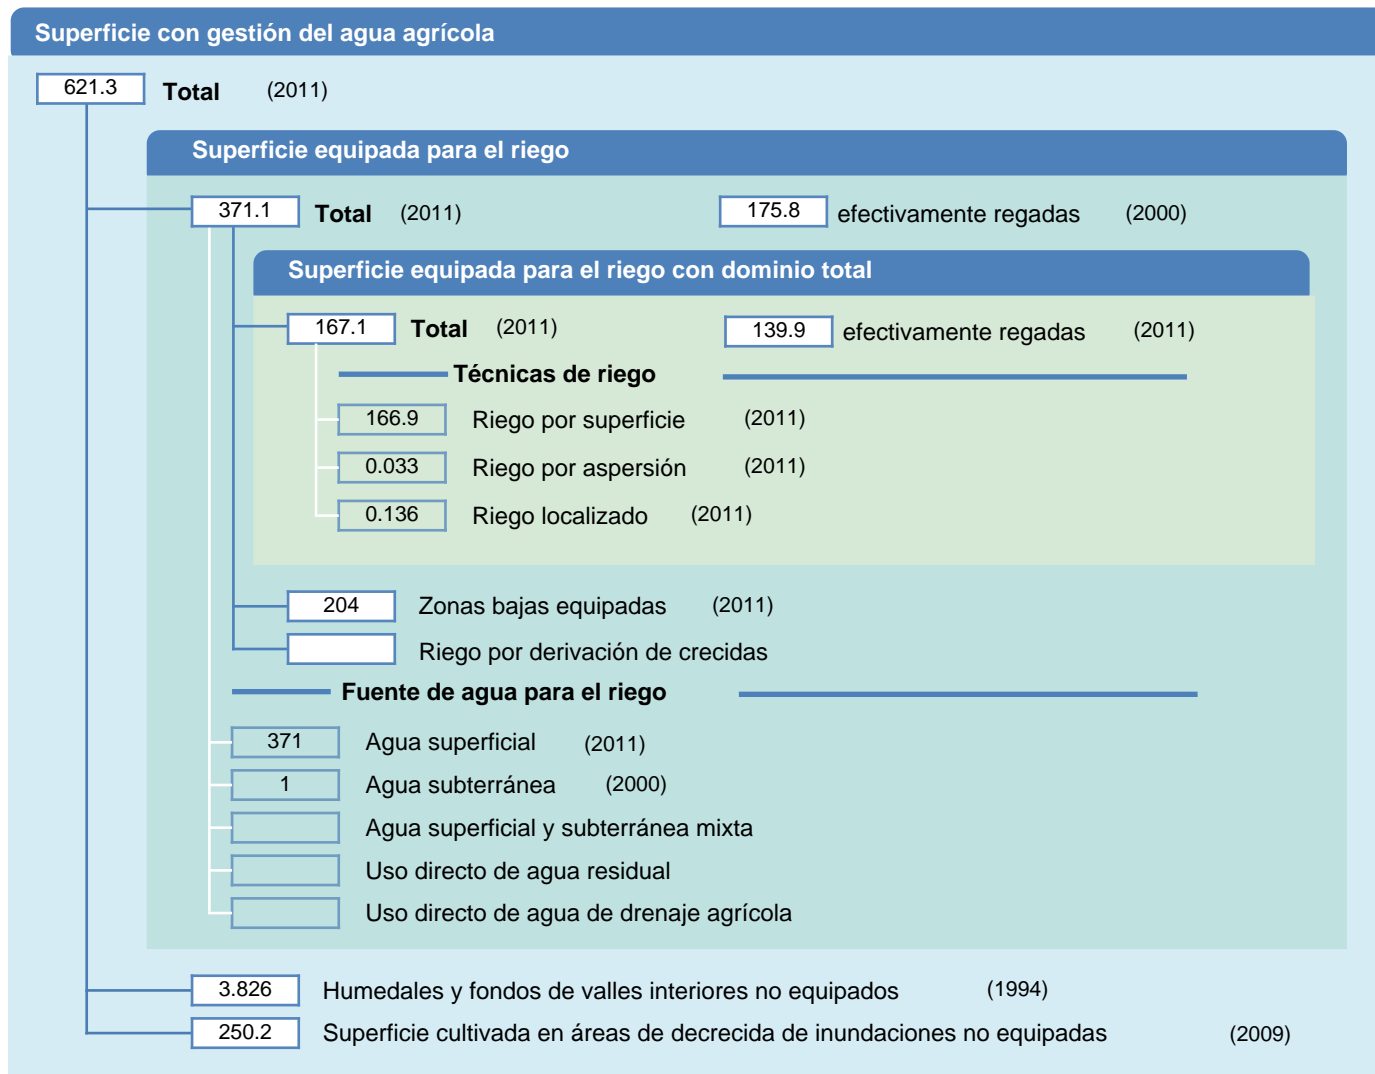 Superficie con gestión del agua agrícola
621.3 Total (2011)
Superficie equipada para el riego
371.1 Total (2011) 175.8 efectivamente regadas (2000)
Superficie equipada para el riego con dominio total
167.1 Total (2011) 139.9 efectivamente regadas (2011)
Técnicas de riego
166.9 Riego por superficie (2011)
0.033 Riego por aspersión (2011)
0.136 Riego localizado (2011)
204 Zonas bajas equipadas (2011)
Riego por derivación de crecidas
Fuente de agua para el riego
371 Agua superficial (2011)
1 Agua subterránea (2000)
Agua superficial y subterránea mixta
Uso directo de agua residual
Uso directo de agua de drenaje agrícola
3.826 Humedales y fondos de valles interiores no equipados (1994)
250.2 Superficie cultivada en áreas de decrecida de inundaciones no equipadas (2009)